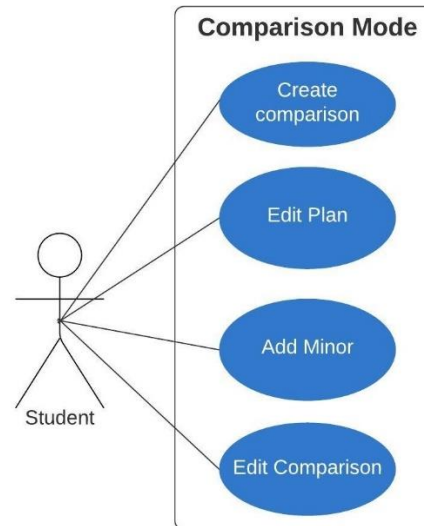 Comparison Mode
Create
comparison
Edit Plan
Add Minor
Student
Edit Comparison